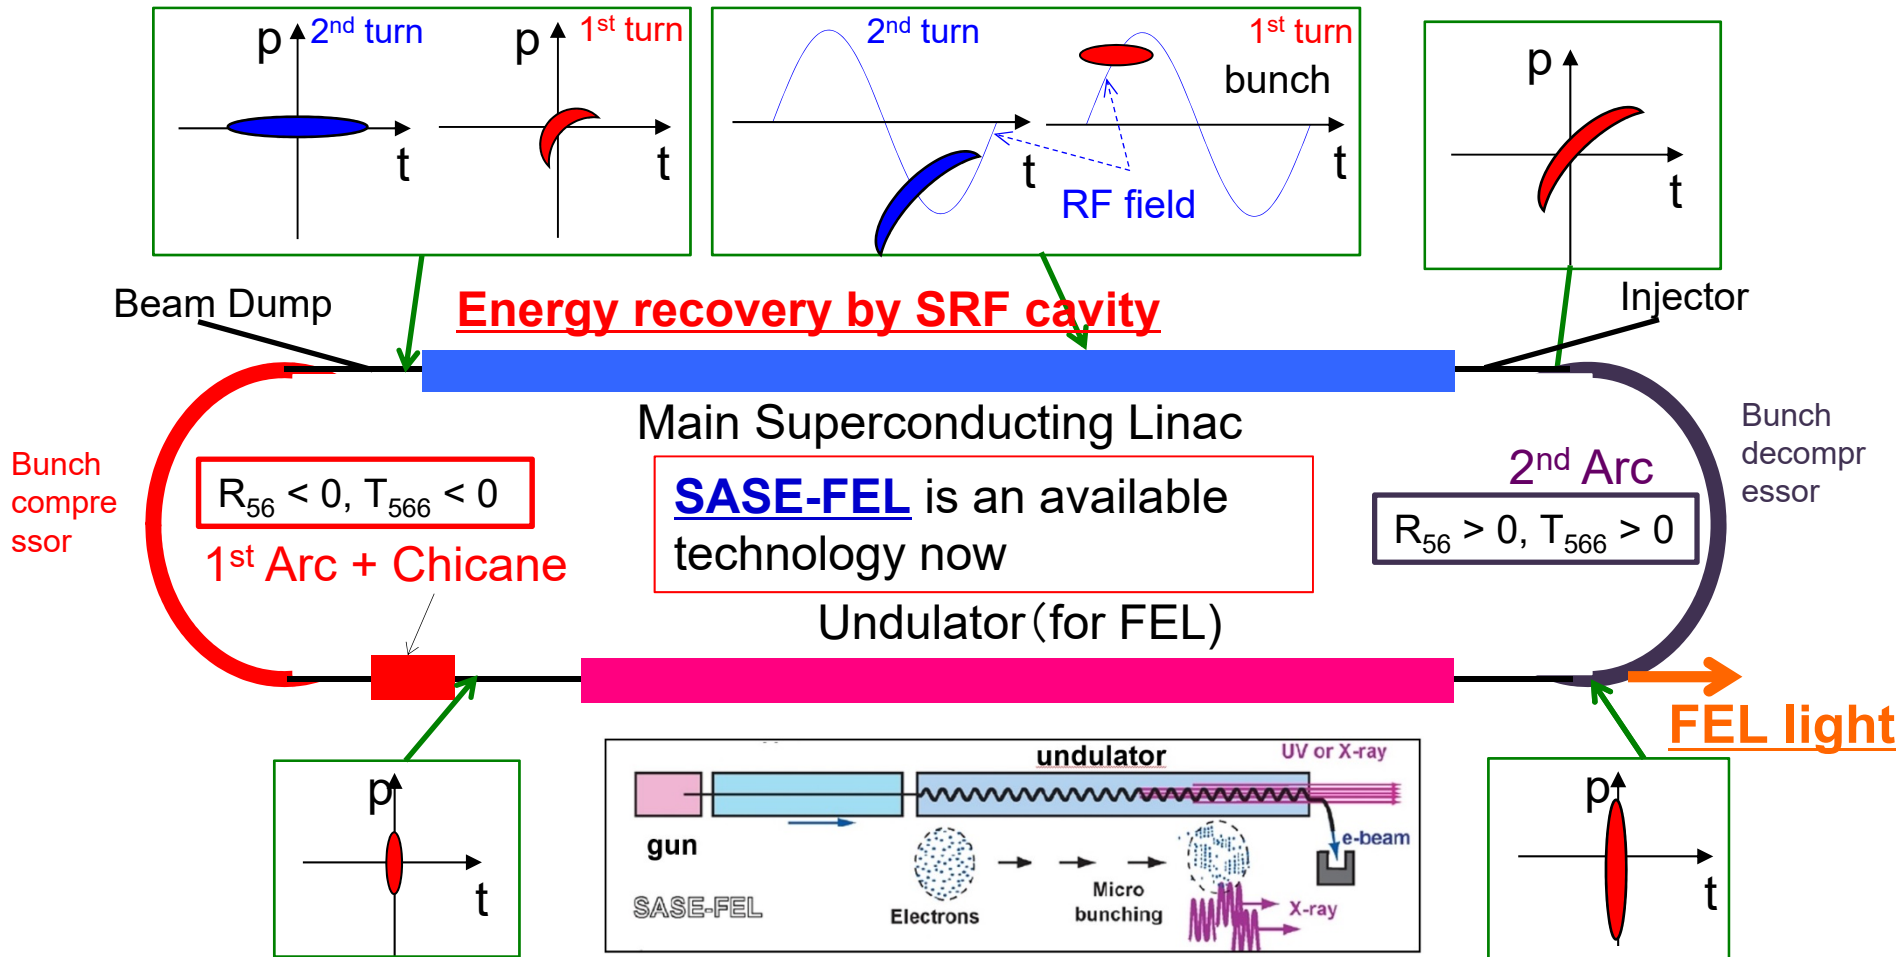 p 2nd turn p 1st turn
t t
2nd turn 1st turn
bunch
t t
RF field
p
t
Beam Dump
Energy recovery by SRF cavity
Injector
Main Superconducting Linac
Bunch
compre
ssor
R56 < 0, T566 < 0
1st Arc + Chicane
SASE-FEL is an available
technology now
2nd Arc
R56 > 0, T566 > 0
Bunch
decompr
essor
Undulator（for FEL)
FEL light
p
t
undulator
UV or X-ray
gun
e-beam
SASE-FEL
Electrons
Micro
bunching
X-ray
p
t